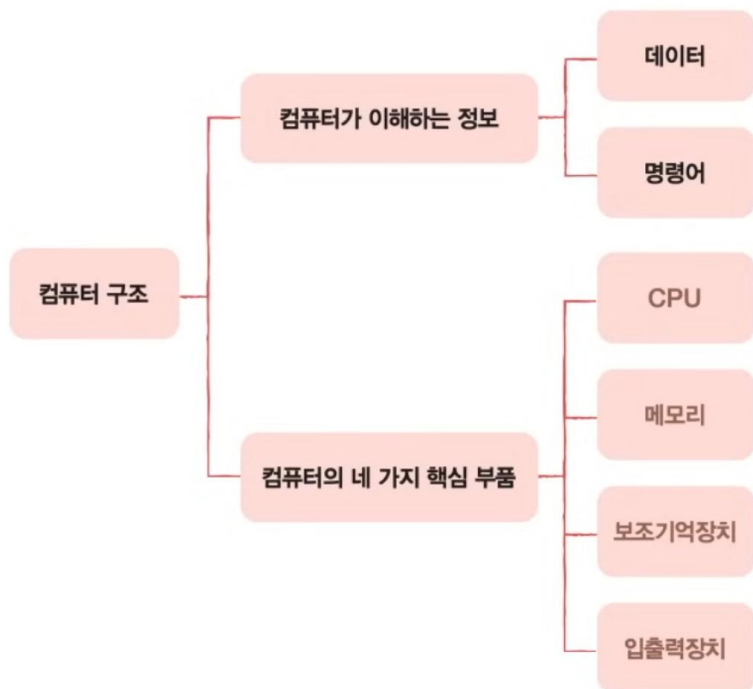 컴퓨터 구조
컴퓨터가 이해하는 정보
데이터
명령어
컴퓨터의 네 가지 핵심 부품
CPU
메모리
보조기억장치
입출력장치